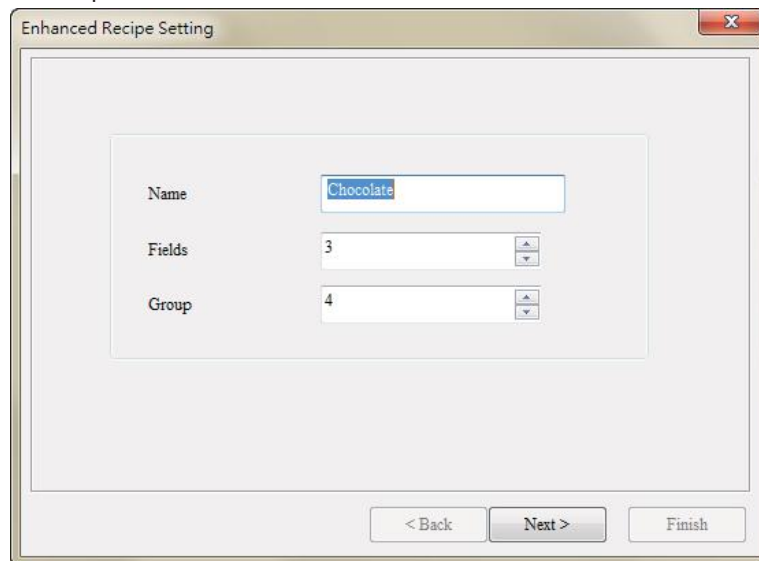 Enhanced Recipe Setting
Name Chocolate
Fields 3
Group 4
< Back Next > Finish